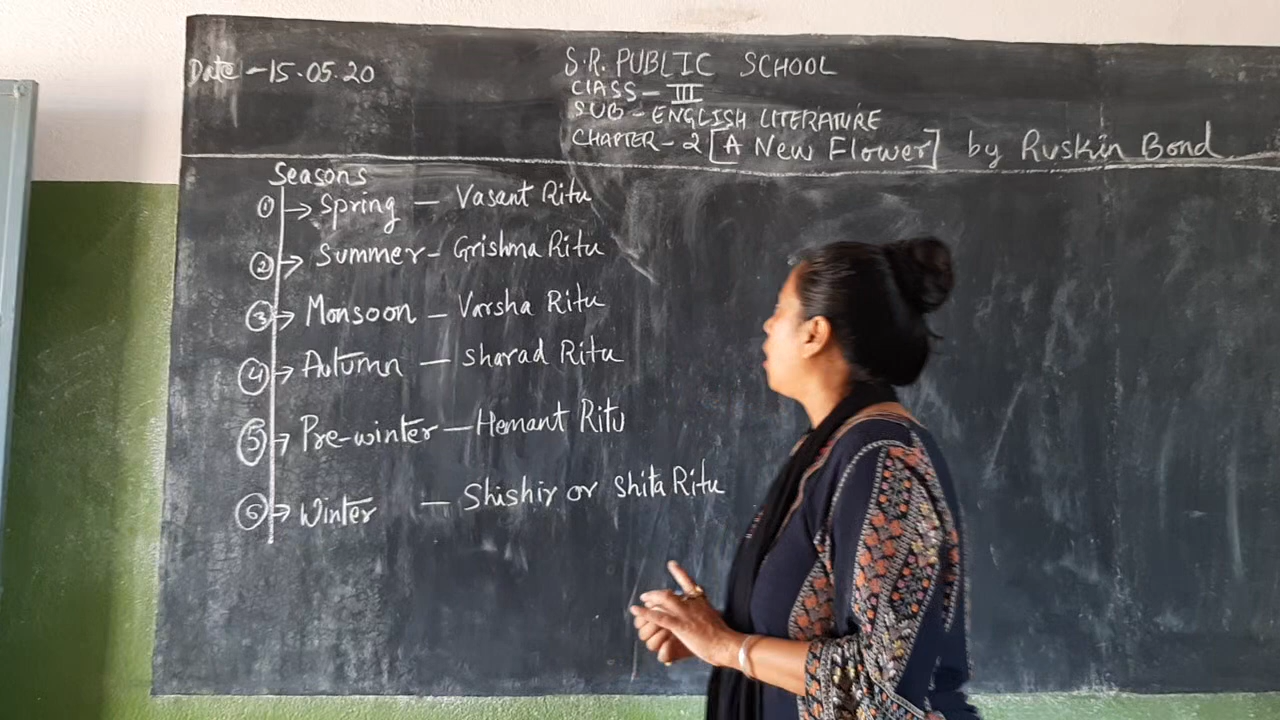 Date - 15.05.20
S.R. PUBLIC SCHOOL
CLASS - III
SUB - ENGLISH LITERATURE
CHAPTER - 2 [A New Flower] by Ruskin Bond
Seasons
① → Spring — Vasant Ritu
② → Summer - Grishma Ritu
③ → Monsoon - Varsha Ritu
④ → Autumn — Sharad Ritu
⑤ → Pre-winter — Hemant Ritu
⑥ → Winter — Shishir or Shita Ritu